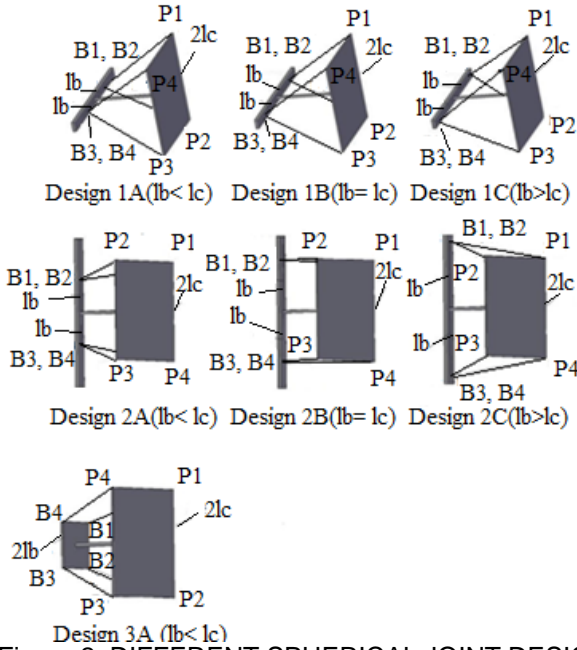 P1 P1 P1
B1, B2 2lc B1, B2 2lc B1, B2 2lc
lb P4 lb P4 lb P4
lb lb lb
P2 P2 P2
B3, B4 P3 B3, B4 P3 B3, B4 P3
Design 1A(lb< lc) Design 1B(lb= lc) Design 1C(lb>lc)
B1, B2
P2 P1 P2 P1 P1
B1, B2 2lc B1, B2 2lc P2 2lc
lb lb lb
lb lb P3 lb P3
B3, B4 P3 P4 B3, B4 P4 P4
B3, B4
Design 2A(lb< lc) Design 2B(lb= lc) Design 2C(lb>lc)
P4 P1
B4 2lc
2lb B1
B2
B3
P3 P2
Design 3A (lb< lc)
DIFFERENT SPHERICAL JOINT